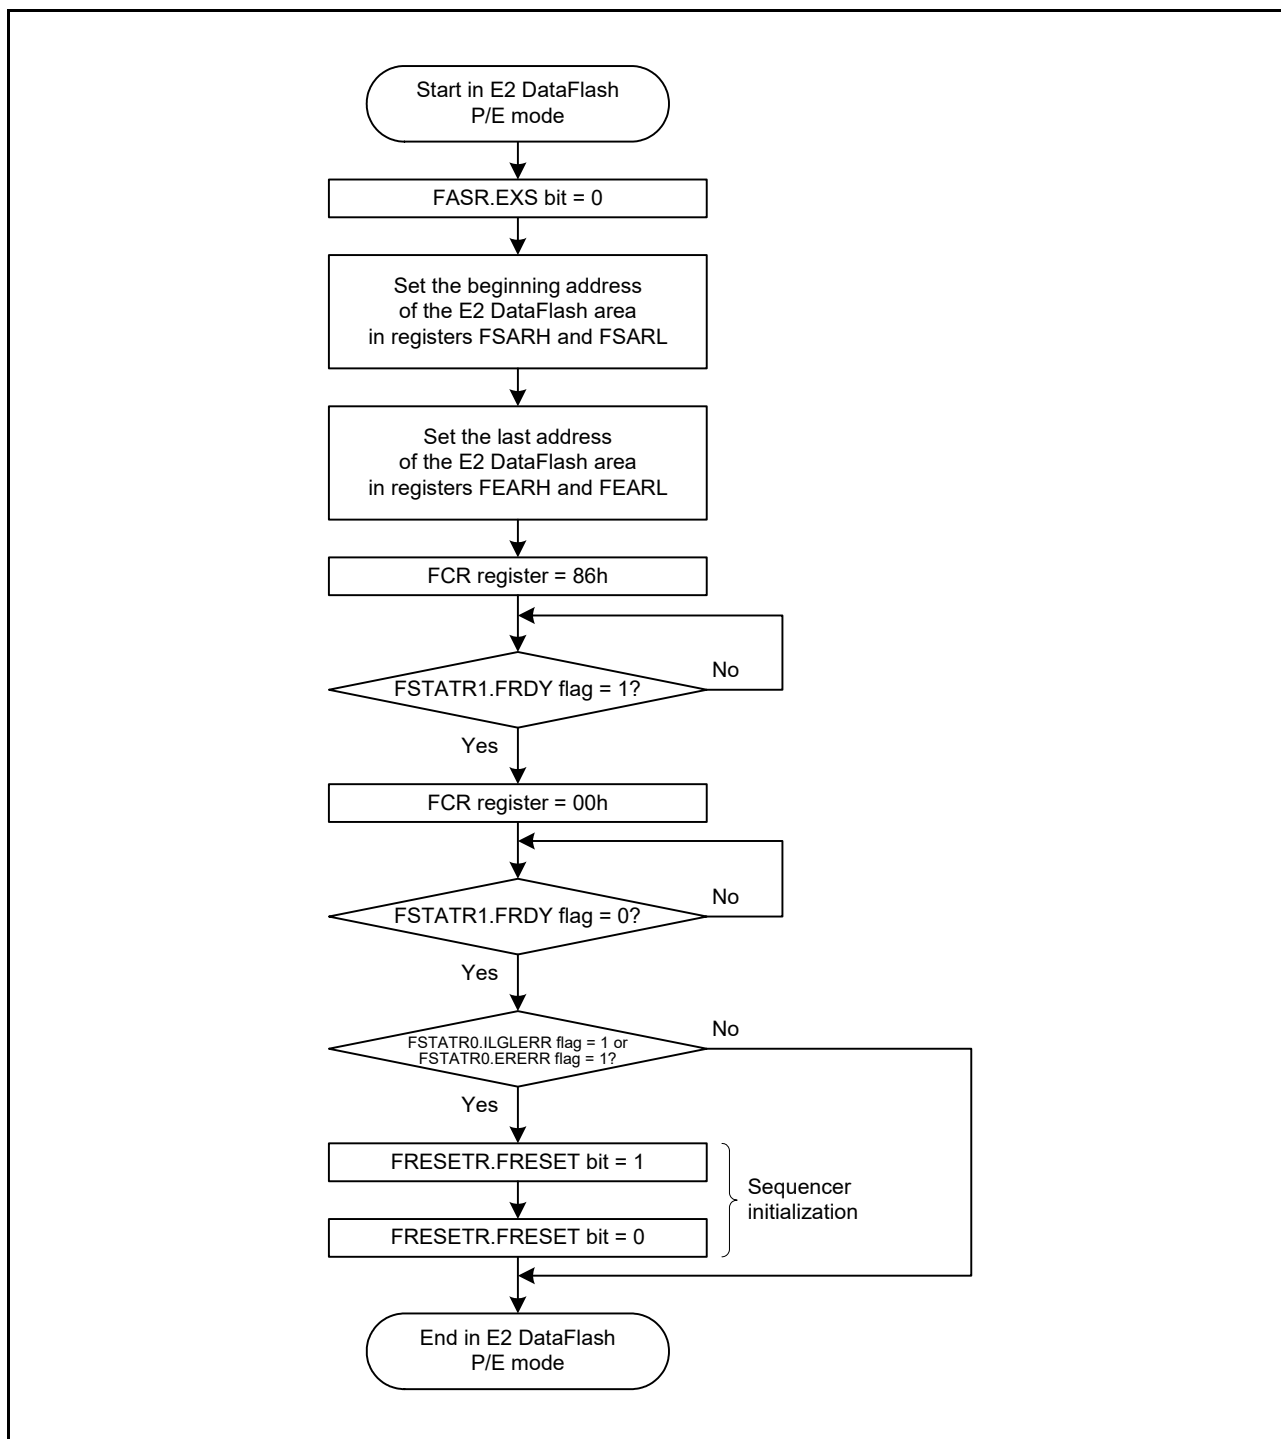 Start in E2 DataFlash
P/E mode
FASR.EXS bit = 0
Set the beginning address
of the E2 DataFlash area
in registers FSARH and FSARL
Set the last address
of the E2 DataFlash area
in registers FEARH and FEARL
FCR register = 86h
FSTATR1.FRDY flag = 1?
No
Yes
FCR register = 00h
FSTATR1.FRDY flag = 0?
No
Yes
FSTATR0.ILGLERR flag = 1 or
FSTATR0.ERERR flag = 1?
No
Yes
FRESETR.FRESET bit = 1
FRESETR.FRESET bit = 0
Sequencer
initialization
End in E2 DataFlash
P/E mode